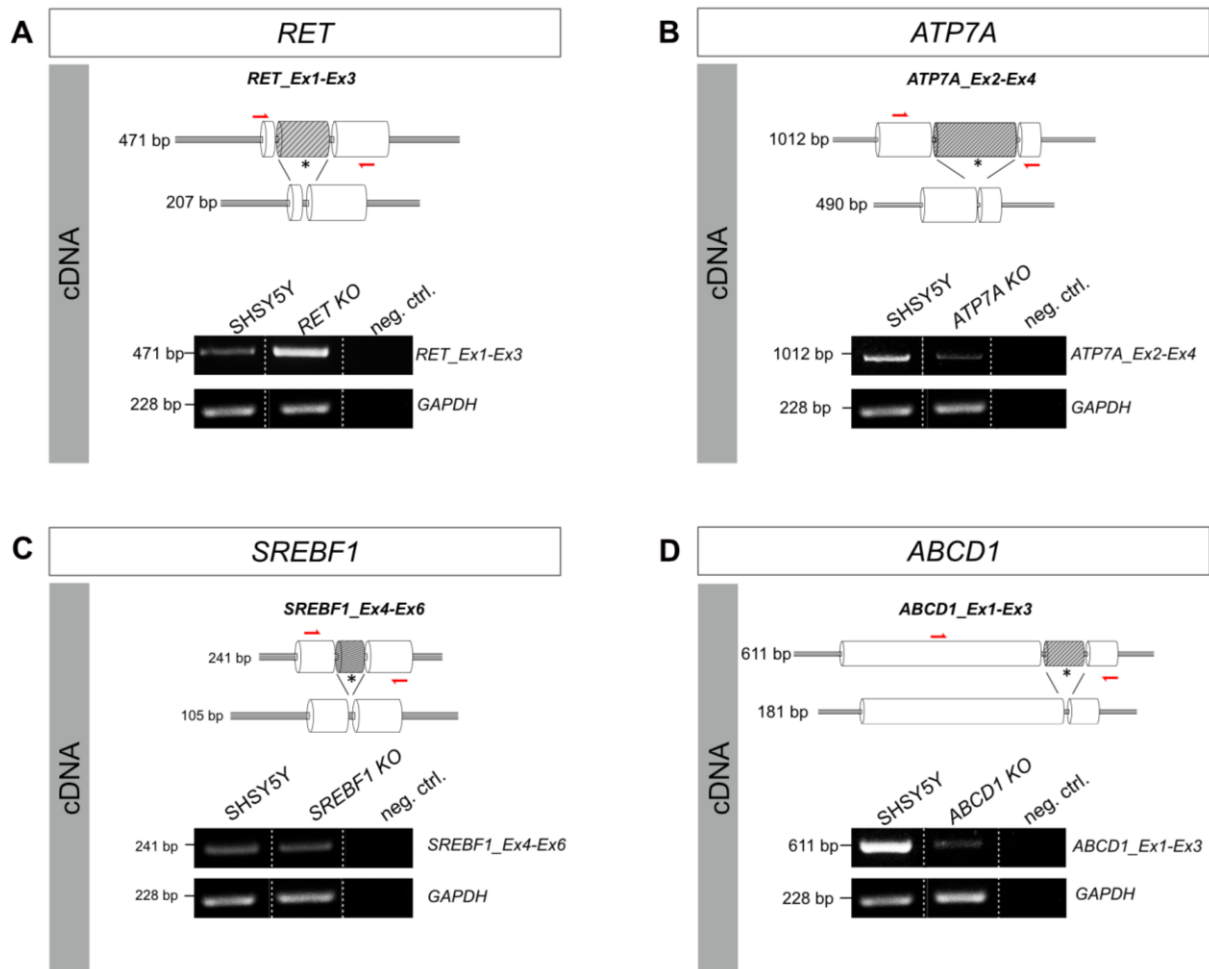 A
RET
cDNA
RET_Ex1-Ex3
471 bp
*
207 bp
SHSY5Y
RET KO
neg. ctrl.
471 bp
RET_Ex1-Ex3
228 bp
GAPDH
B
ATP7A
cDNA
ATP7A_Ex2-Ex4
1012 bp
*
490 bp
SHSY5Y
ATP7A KO
neg. ctrl.
1012 bp
ATP7A_Ex2-Ex4
228 bp
GAPDH
C
SREBF1
cDNA
SREBF1_Ex4-Ex6
241 bp
*
105 bp
SHSY5Y
SREBF1 KO
neg. ctrl.
241 bp
SREBF1_Ex4-Ex6
228 bp
GAPDH
D
ABCD1
cDNA
ABCD1_Ex1-Ex3
611 bp
*
181 bp
SHSY5Y
ABCD1 KO
neg. ctrl.
611 bp
ABCD1_Ex1-Ex3
228 bp
GAPDH